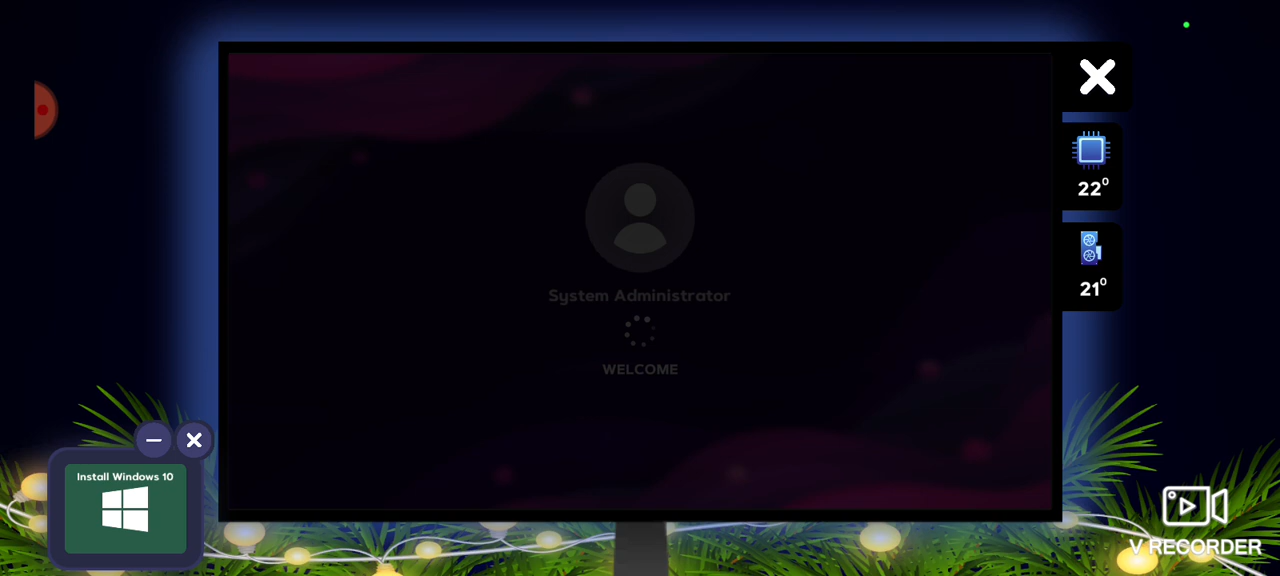 22°
System Administrator
21°
WELCOME
Install Windows 10
V RECORDER